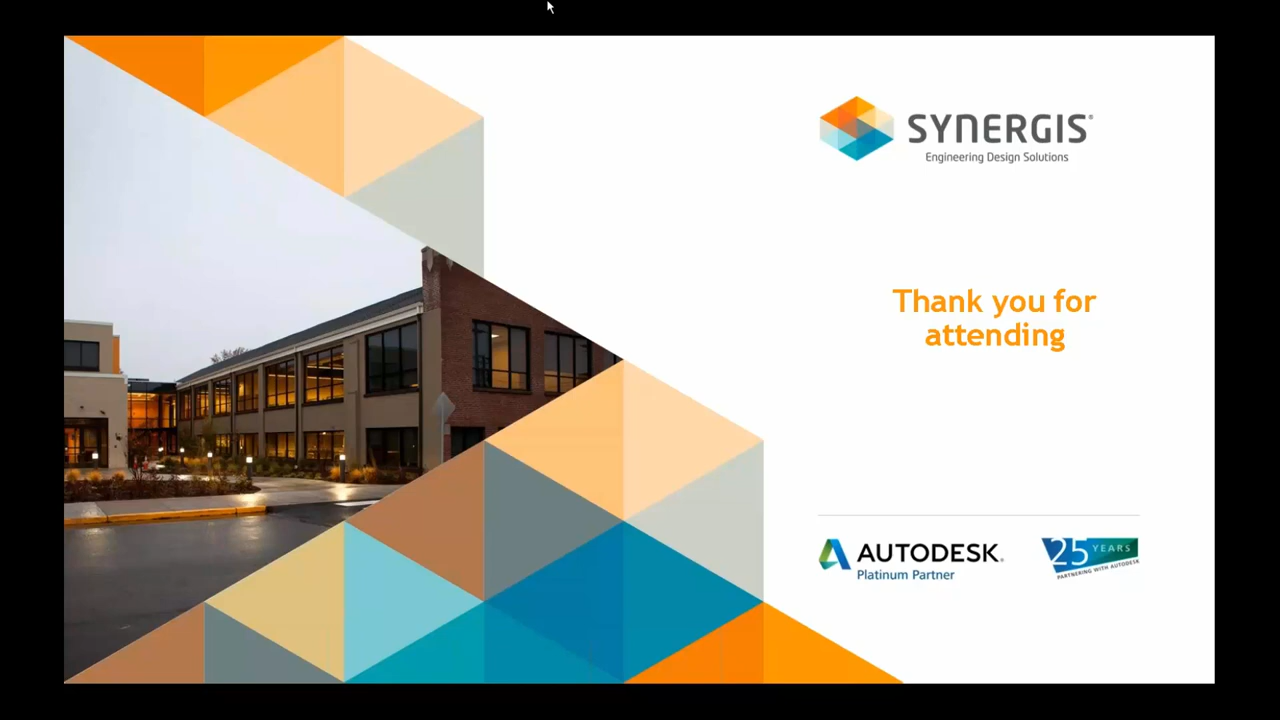 SYNERGIS®
Engineering Design Solutions
Thank you for
attending
AUTODESK®
Platinum Partner
25 YEARS
PARTNERING WITH AUTODESK